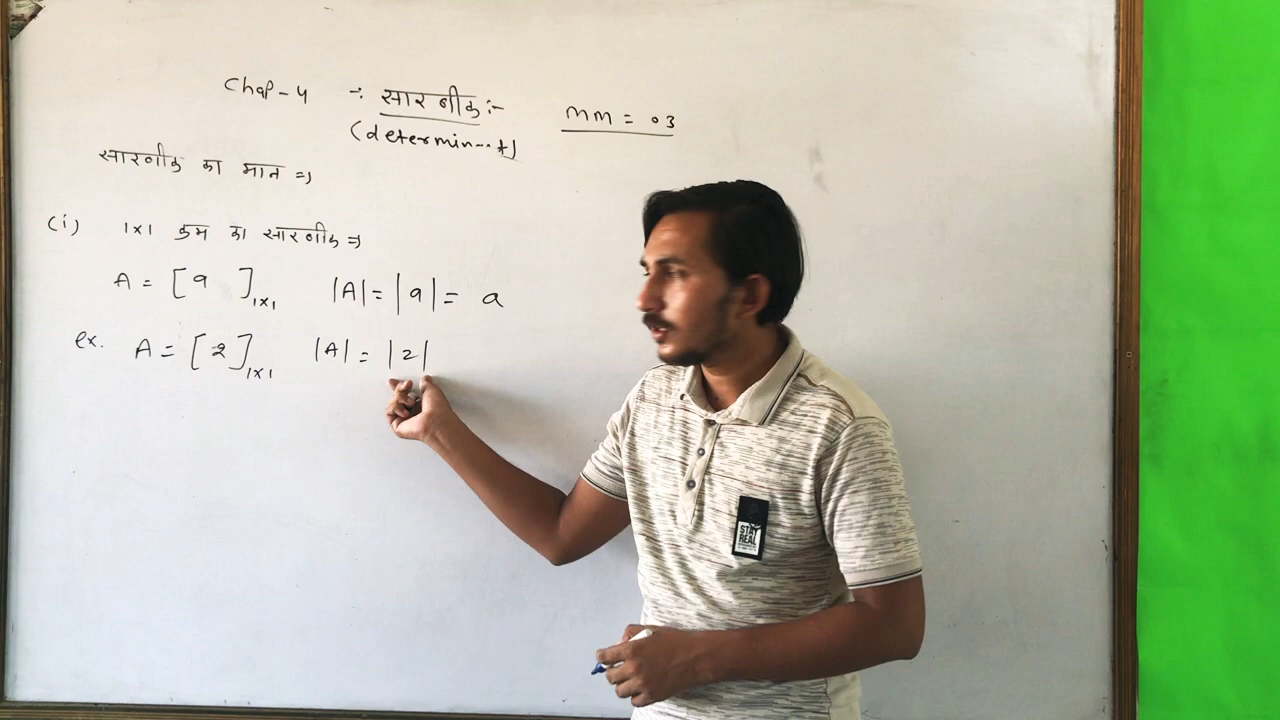 Chap-4 ÷ सारणीक :-
(determin--t)
MM = 03
सारणीक का मान ⇒
(i) 1x1 क्रम का सारणीक ⇒
A = [a ]1x1 |A| = |a| = a
ex. A = [2]1x1 |A| = |2|
STAY
REAL